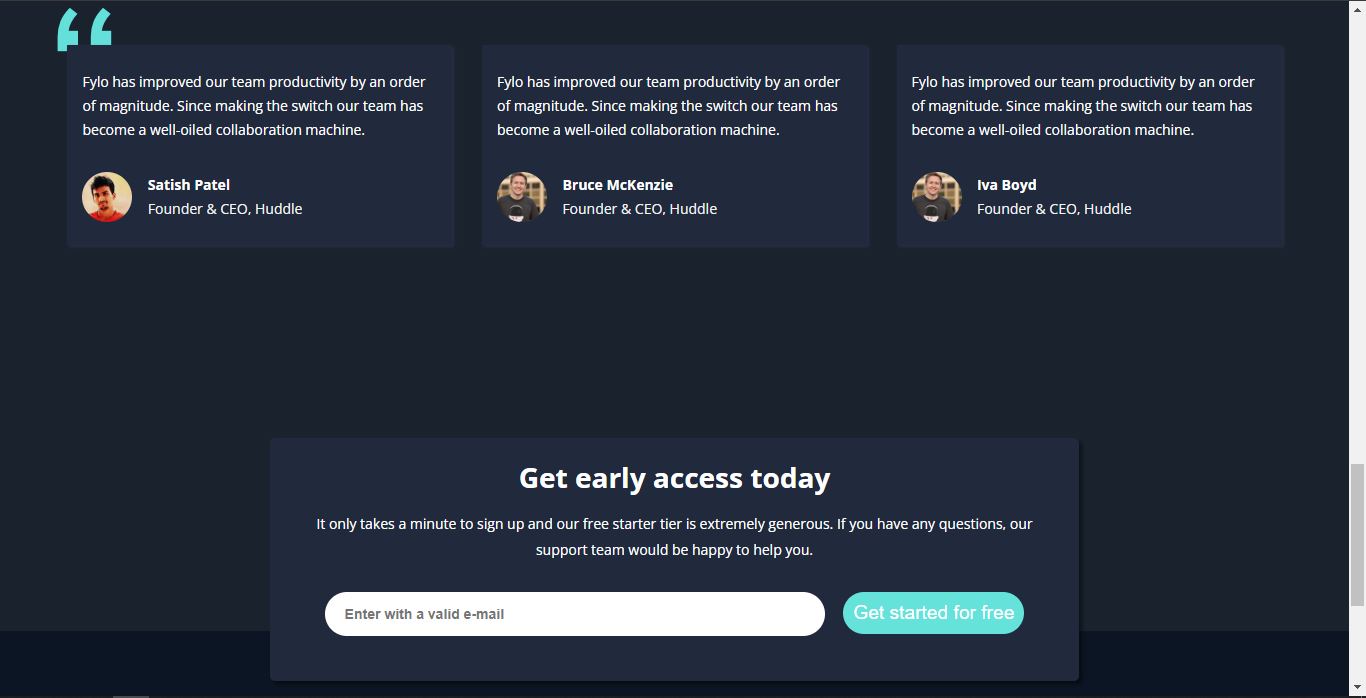 Fylo has improved our team productivity by an order
of magnitude. Since making the switch our team has
become a well-oiled collaboration machine.
Satish Patel
Founder & CEO, Huddle
Fylo has improved our team productivity by an order
of magnitude. Since making the switch our team has
become a well-oiled collaboration machine.
Bruce McKenzie
Founder & CEO, Huddle
Fylo has improved our team productivity by an order
of magnitude. Since making the switch our team has
become a well-oiled collaboration machine.
Iva Boyd
Founder & CEO, Huddle
Get early access today
It only takes a minute to sign up and our free starter tier is extremely generous. If you have any questions, our
support team would be happy to help you.
Enter with a valid e-mail
Get started for free